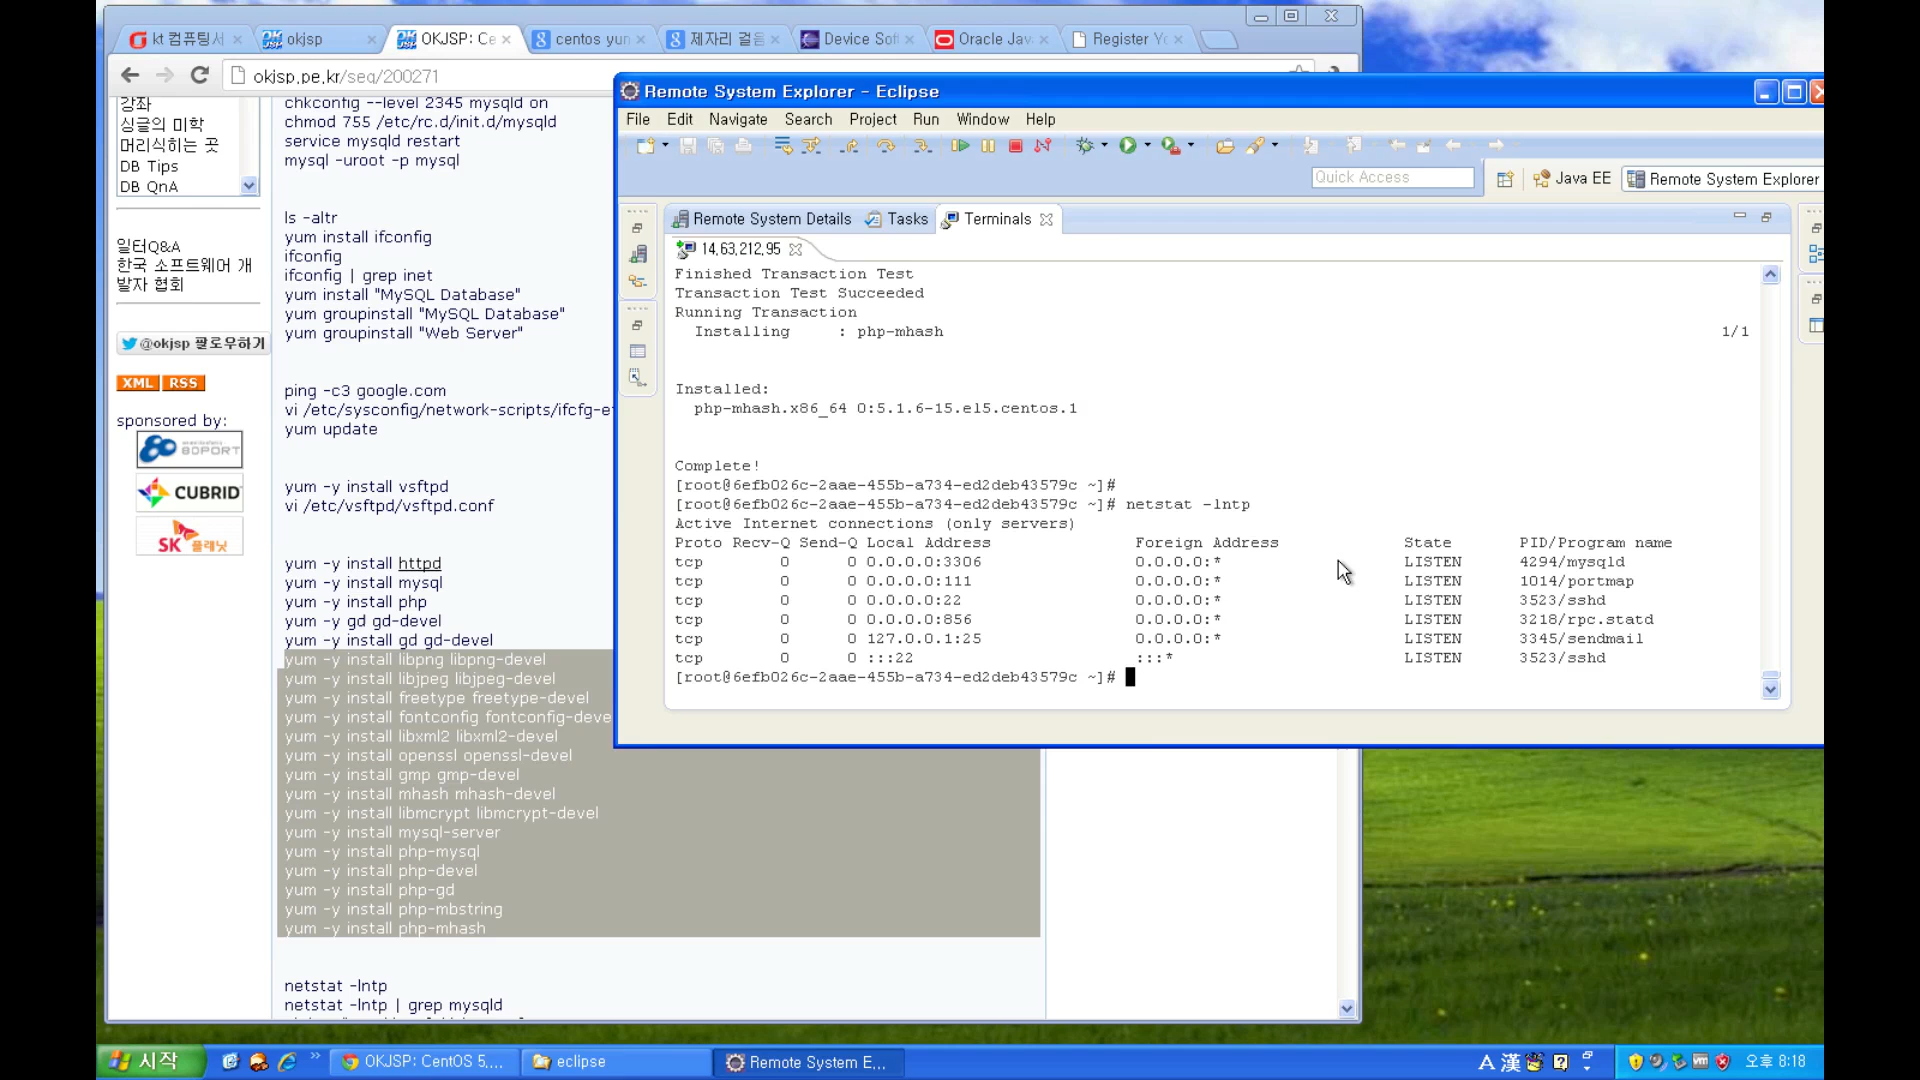 kt 컴퓨팅서
okjsp
OKJSP: Ce
centos yun
제자리 걸음
Device Soft
Oracle Jav
Register Yo
okjsp.pe.kr/seq/200271
강좌
싱글의 미학
머리식히는 곳
DB Tips
DB QnA
일터Q&A
한국 소프트웨어 개
발자 협회
@okjsp 팔로우하기
XML RSS
sponsored by:
8DPORT
CUBRID
SK 플래닛
chkconfig --level 2345 mysqld on
chmod 755 /etc/rc.d/init.d/mysqld
service mysqld restart
mysql -uroot -p mysql
ls -altr
yum install ifconfig
ifconfig
ifconfig | grep inet
yum install "MySQL Database"
yum groupinstall "MySQL Database"
yum groupinstall "Web Server"
ping -c3 google.com
vi /etc/sysconfig/network-scripts/ifcfg-e
yum update
yum -y install vsftpd
vi /etc/vsftpd/vsftpd.conf
yum -y install httpd
yum -y install mysql
yum -y install php
yum -y gd gd-devel
yum -y install gd gd-devel
yum -y install libpng libpng-devel
yum -y install libjpeg libjpeg-devel
yum -y install freetype freetype-devel
yum -y install fontconfig fontconfig-deve
yum -y install libxml2 libxml2-devel
yum -y install openssl openssl-devel
yum -y install gmp gmp-devel
yum -y install mhash mhash-devel
yum -y install libmcrypt libmcrypt-devel
yum -y install mysql-server
yum -y install php-mysql
yum -y install php-devel
yum -y install php-gd
yum -y install php-mbstring
yum -y install php-mhash
netstat -lntp
netstat -lntp | grep mysqld
Remote System Explorer - Eclipse
File Edit Navigate Search Project Run Window Help
Quick Access
Java EE
Remote System Explorer
Remote System Details
Tasks
Terminals
14.63.212.95
Finished Transaction Test
Transaction Test Succeeded
Running Transaction
Installing : php-mhash 1/1
Installed:
php-mhash.x86_64 0:5.1.6-15.el5.centos.1
Complete!
[root@6efb026c-2aae-455b-a734-ed2deb43579c ~]#
[root@6efb026c-2aae-455b-a734-ed2deb43579c ~]# netstat -lntp
Active Internet connections (only servers)
Proto Recv-Q Send-Q Local Address Foreign Address State PID/Program name
tcp 0 0 0.0.0.0:3306 0.0.0.0:* LISTEN 4294/mysqld
tcp 0 0 0.0.0.0:111 0.0.0.0:* LISTEN 1014/portmap
tcp 0 0 0.0.0.0:22 0.0.0.0:* LISTEN 3523/sshd
tcp 0 0 0.0.0.0:856 0.0.0.0:* LISTEN 3218/rpc.statd
tcp 0 0 127.0.0.1:25 0.0.0.0:* LISTEN 3345/sendmail
tcp 0 0 :::22 :::* LISTEN 3523/sshd
[root@6efb026c-2aae-455b-a734-ed2deb43579c ~]#
시작
OKJSP: CentOS 5,...
eclipse
Remote System E...
A 漢
오후 8:18